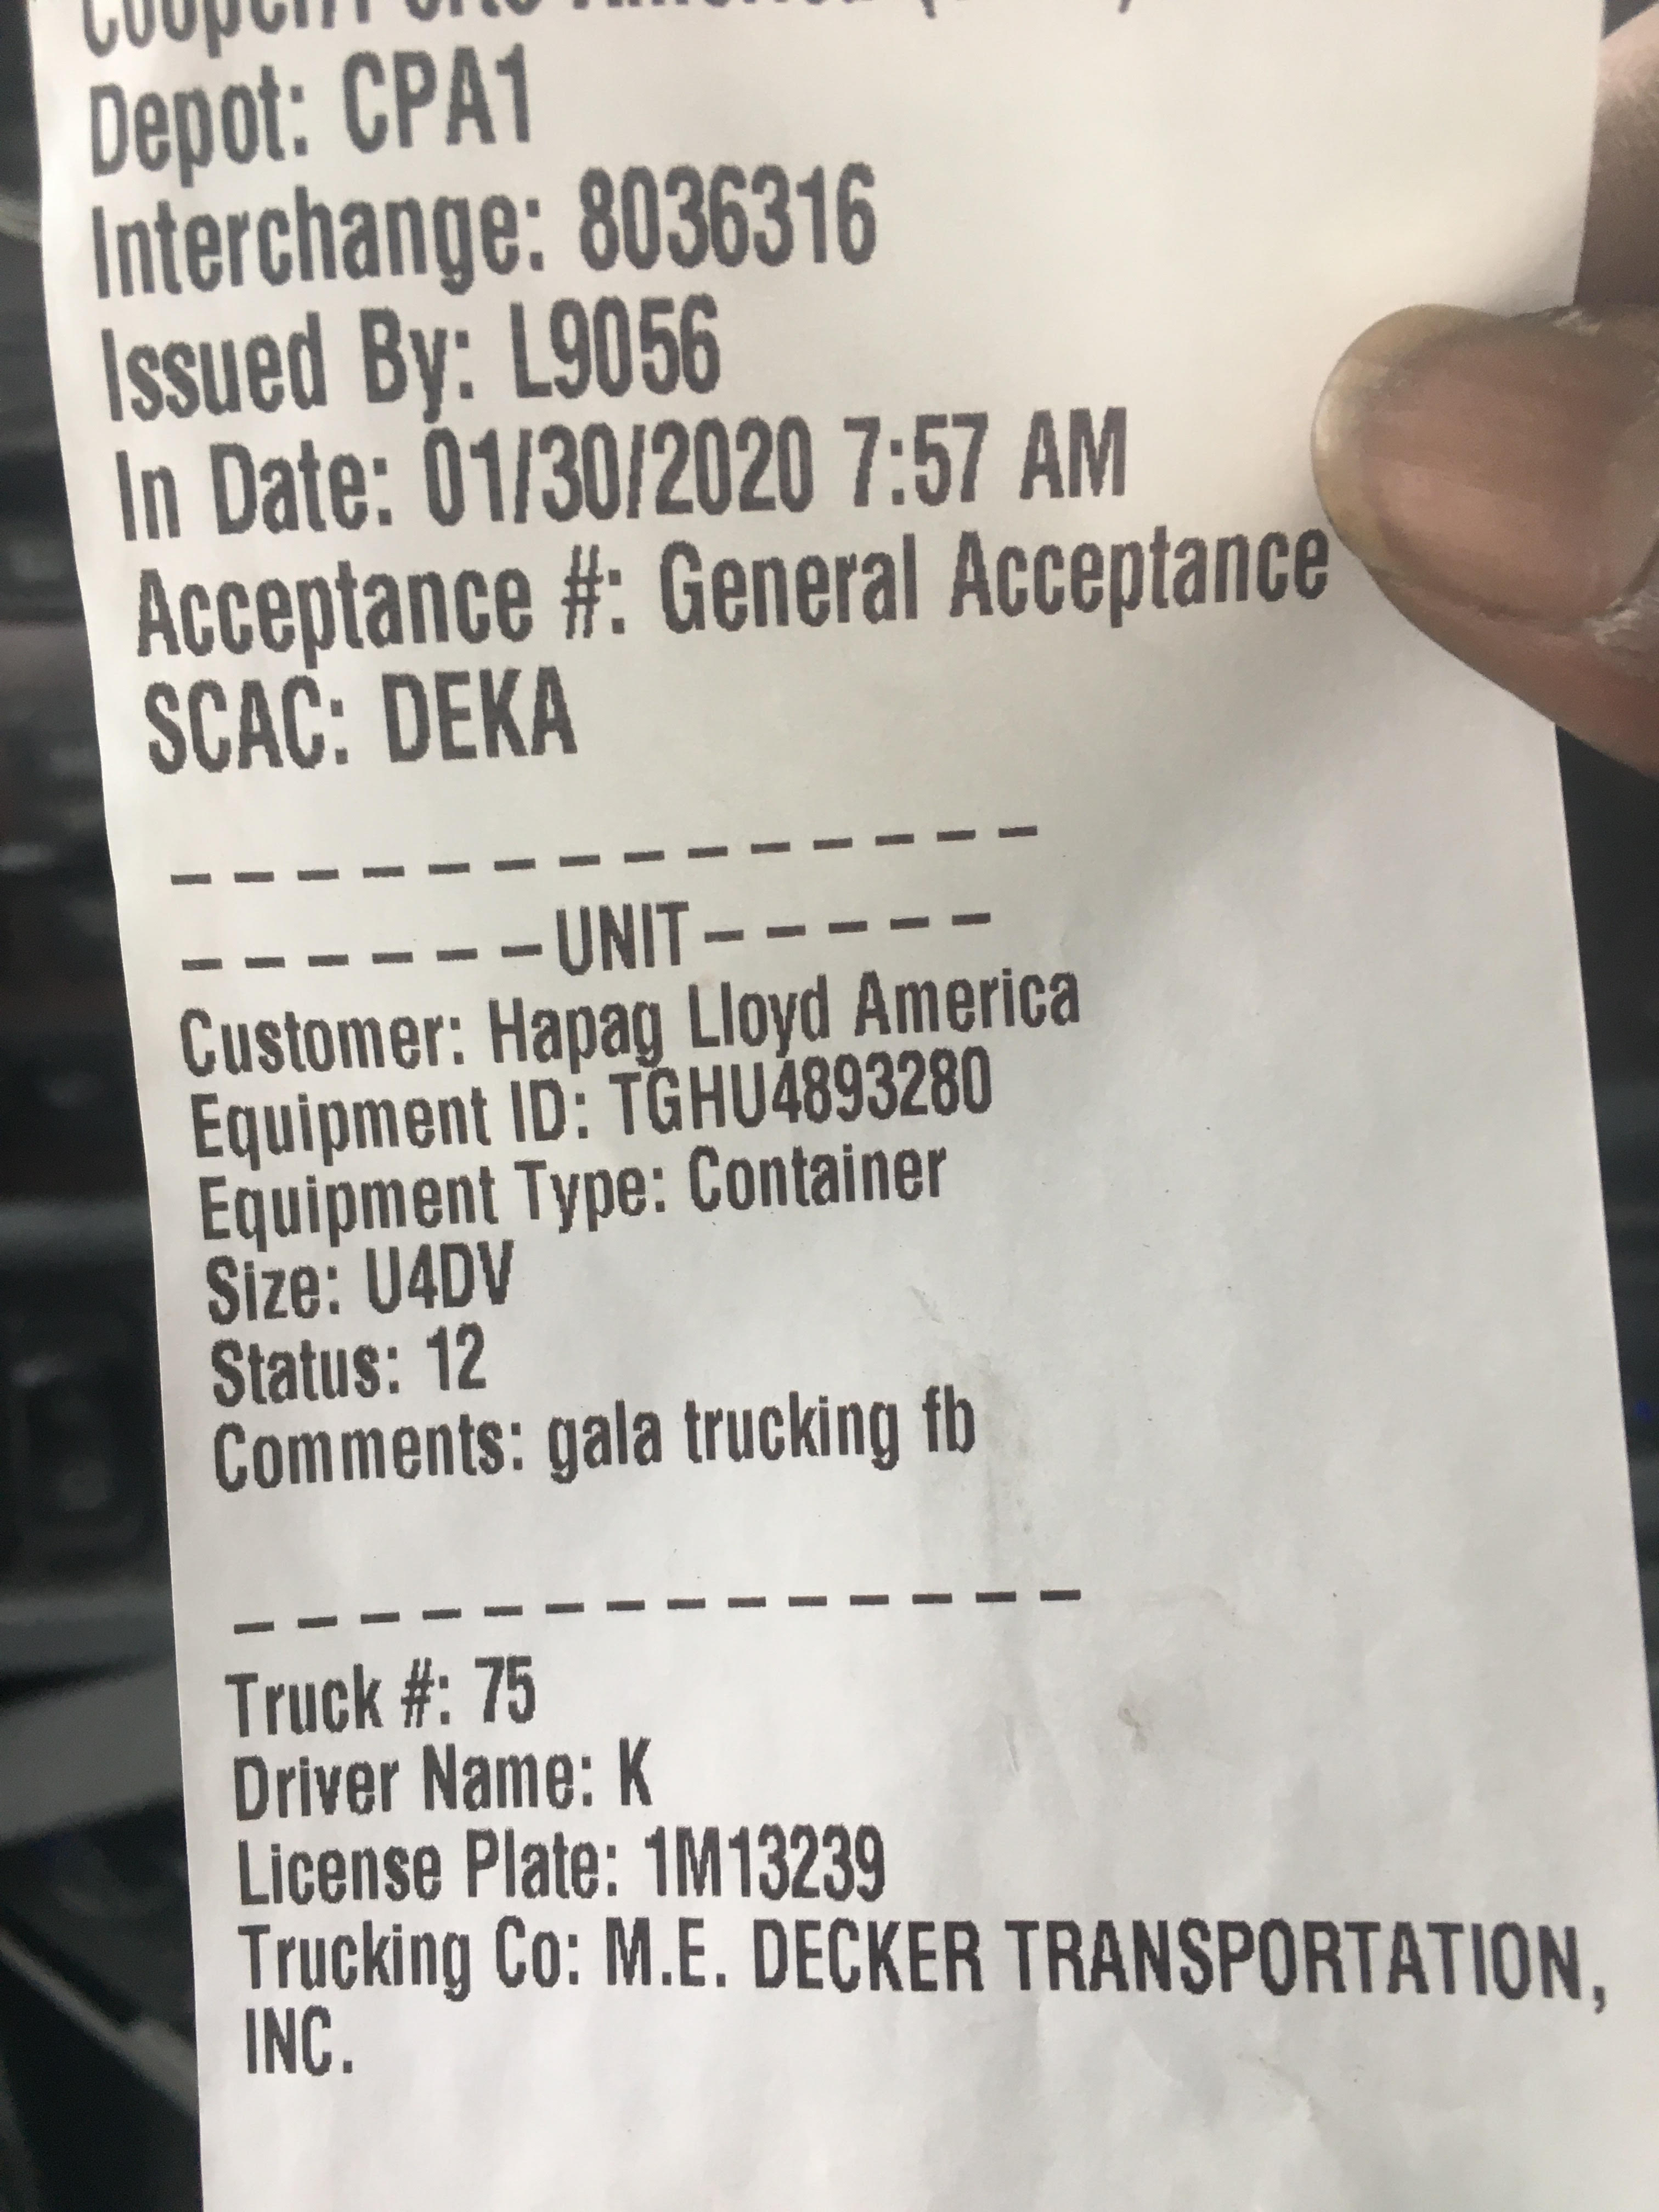 Depot: CPA1
Interchange: 8036316
Issued By: L9056
In Date: 01/30/2020 7:57 AM
Acceptance #: General Acceptance
SCAC: DEKA
- - - - - - - - - - - - - -
- - - - - - UNIT - - - - -
Customer: Hapag Lloyd America
Equipment ID: TGHU4893280
Equipment Type: Container
Size: U4DV
Status: 12
Comments: gala trucking fb
- - - - - - - - - - - - - -
Truck #: 75
Driver Name: K
License Plate: 1M13239
Trucking Co: M.E. DECKER TRANSPORTATION,
INC.